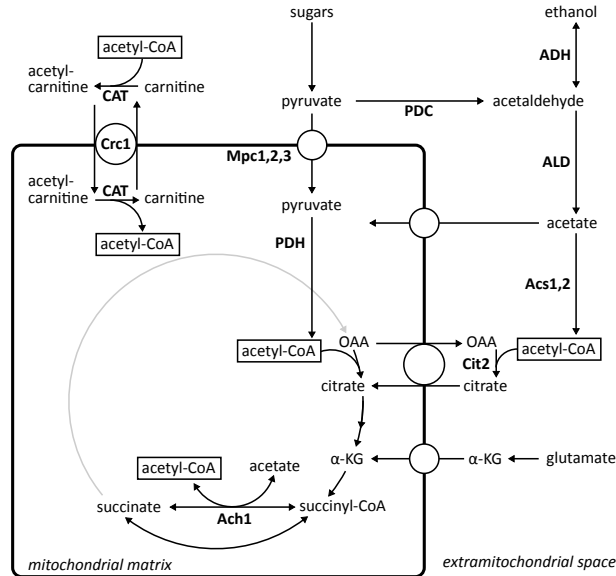 sugars
ethanol
acetyl-CoA
ADH
acetyl-
carnitine
CAT
carnitine
pyruvate
PDC
acetaldehyde
Crc1
Mpc1,2,3
ALD
acetyl-
carnitine
CAT
carnitine
pyruvate
acetate
acetyl-CoA
PDH
Acs1,2
acetyl-CoA
OAA
OAA
acetyl-CoA
Cit2
citrate
citrate
acetyl-CoA
acetate
α-KG
α-KG
glutamate
succinate
Ach1
succinyl-CoA
mitochondrial matrix
extramitochondrial space